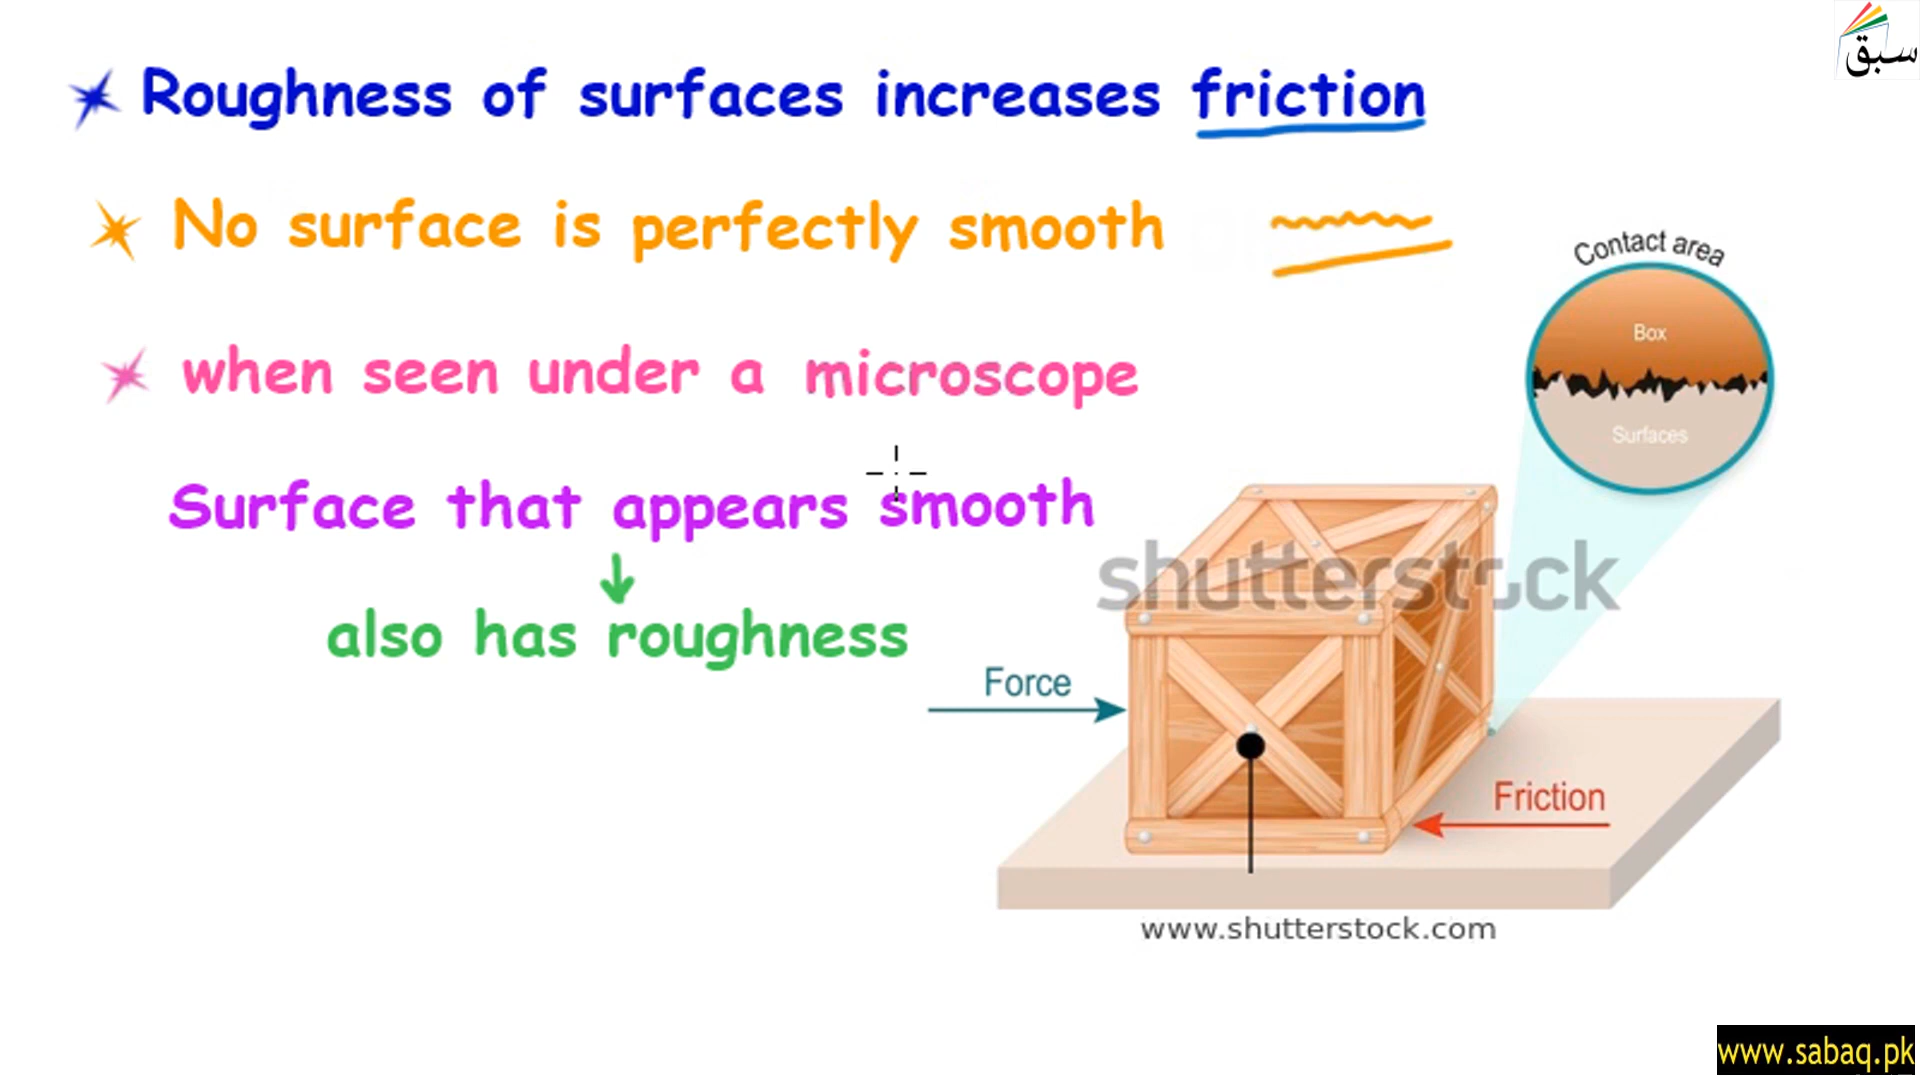 سبق
Roughness of surfaces increases friction
No surface is perfectly smooth
Contact area
Box
Surfaces
when seen under a microscope
Surface that appears smooth
also has roughness
shutterstock
Force
Friction
www.shutterstock.com
www.sabaq.pk